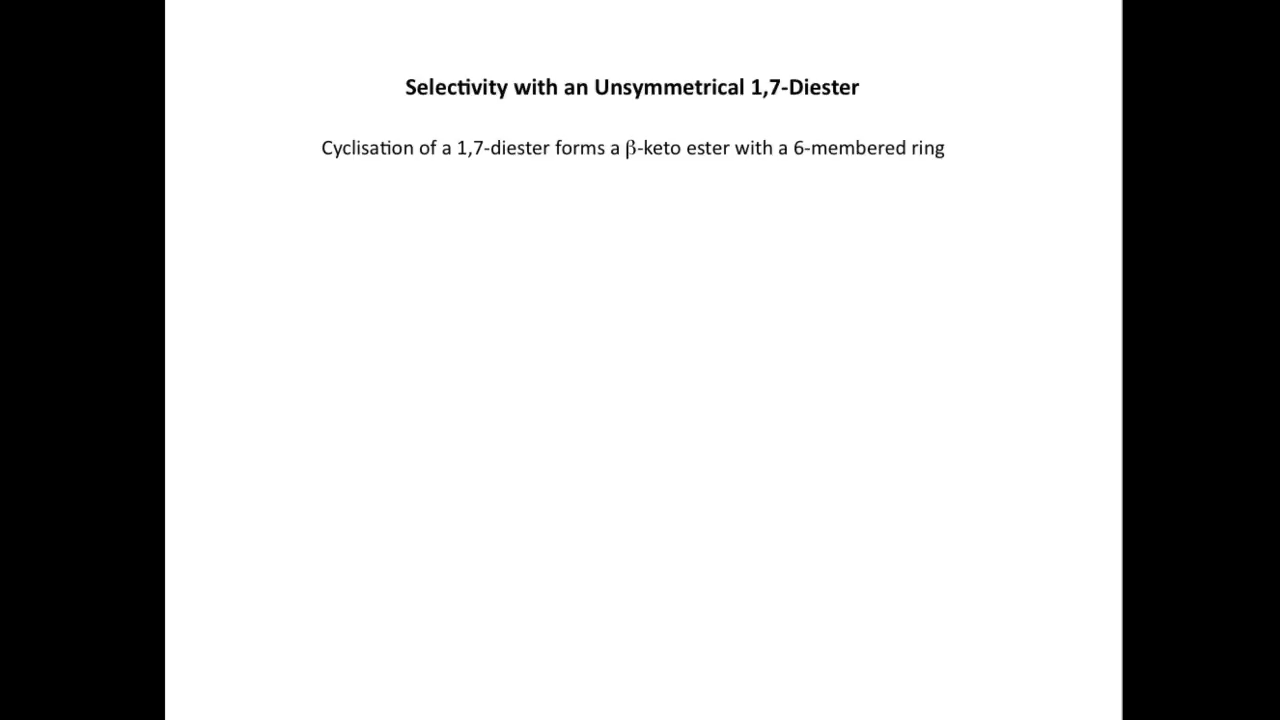 Selectivity with an Unsymmetrical 1,7-Diester
Cyclisation of a 1,7-diester forms a β-keto ester with a 6-membered ring